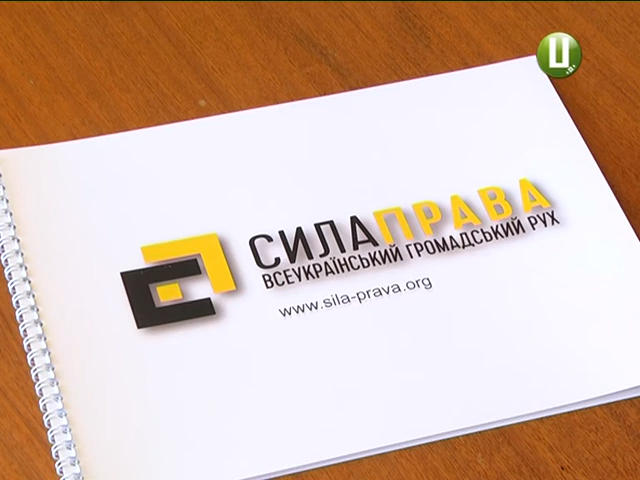 Ц
СИЛАПРАВА
ВСЕУКРАЇНСЬКИЙ ГРОМАДСЬКИЙ РУХ
www.sila-prava.org